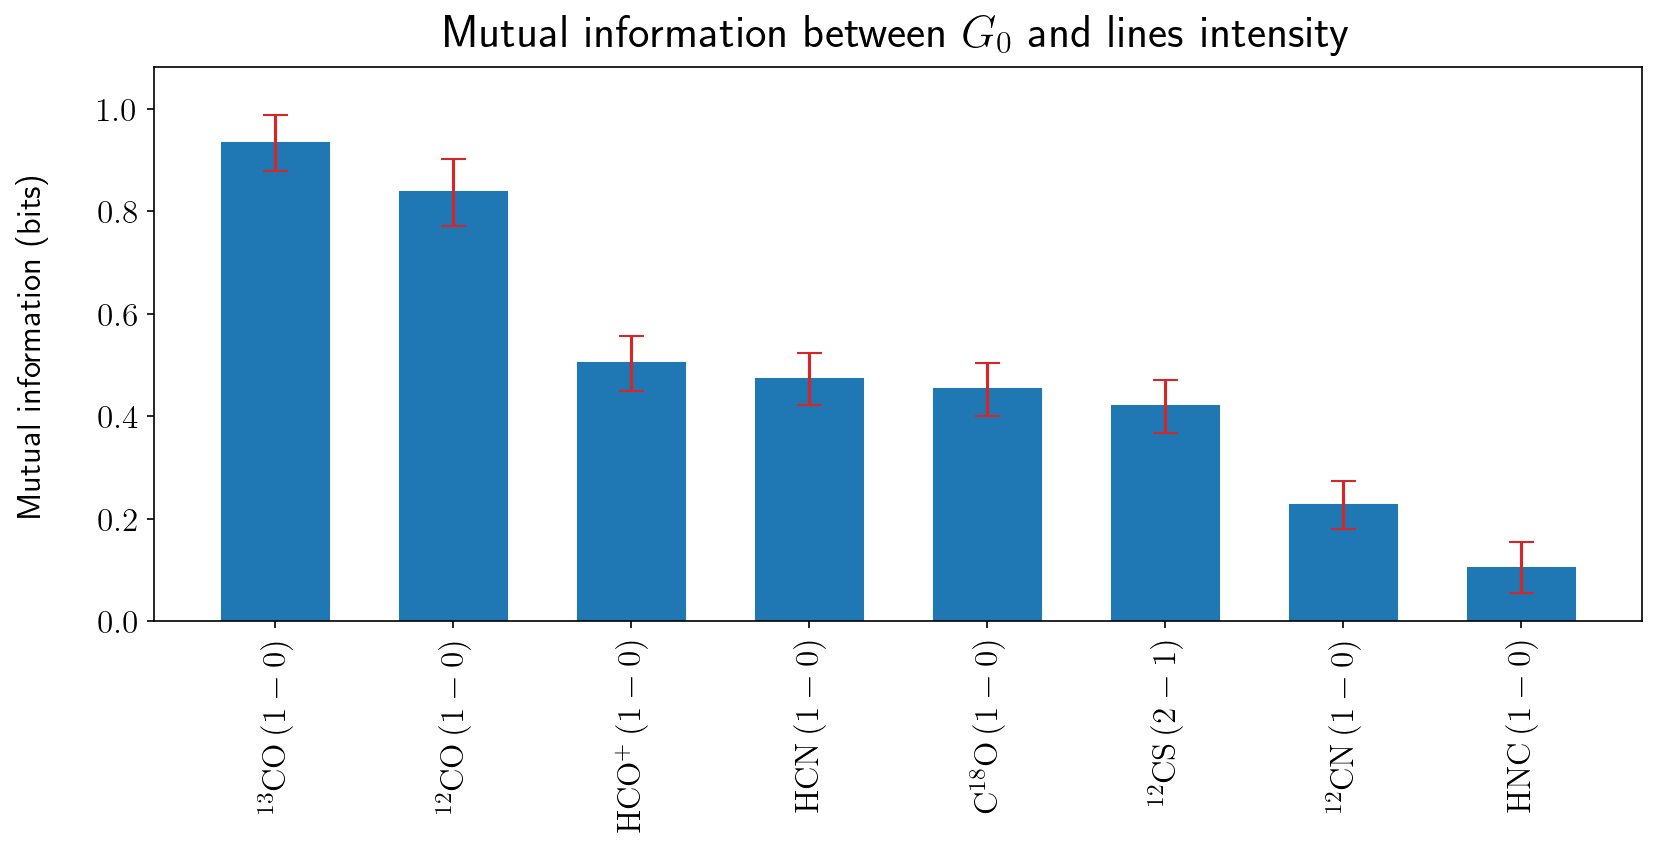 Mutual information between G₀ and lines intensity
Mutual information (bits)
1.0
0.8
0.6
0.4
0.2
0.0
¹³CO (1 − 0)
¹²CO (1 − 0)
HCO⁺ (1 − 0)
HCN (1 − 0)
C¹⁸O (1 − 0)
¹²CS (2 − 1)
¹²CN (1 − 0)
HNC (1 − 0)